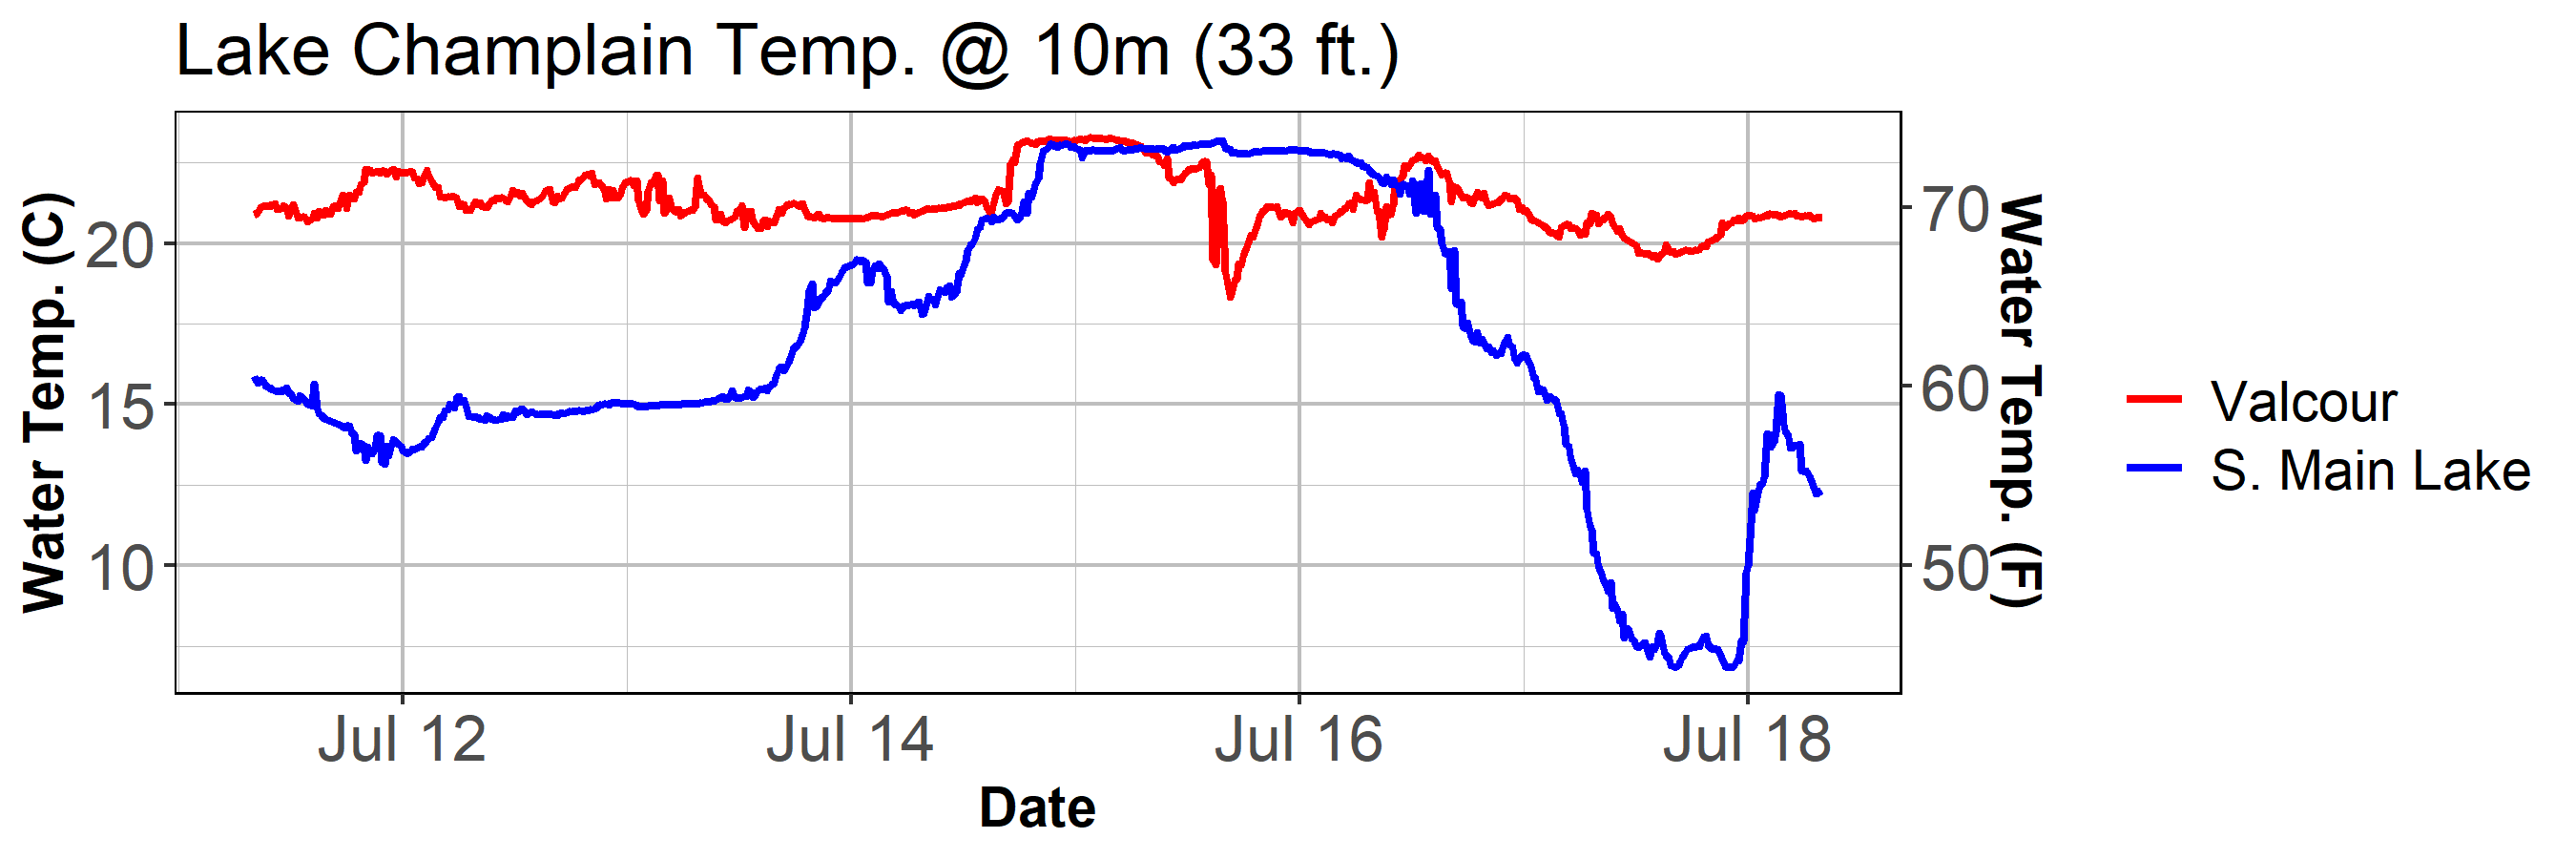 Lake Champlain Temp. @ 10m (33 ft.)
Water Temp. (C)
20
15
10
70
60
50
Water Temp. (F)
Jul 12
Jul 14
Jul 16
Jul 18
Date
Valcour
S. Main Lake